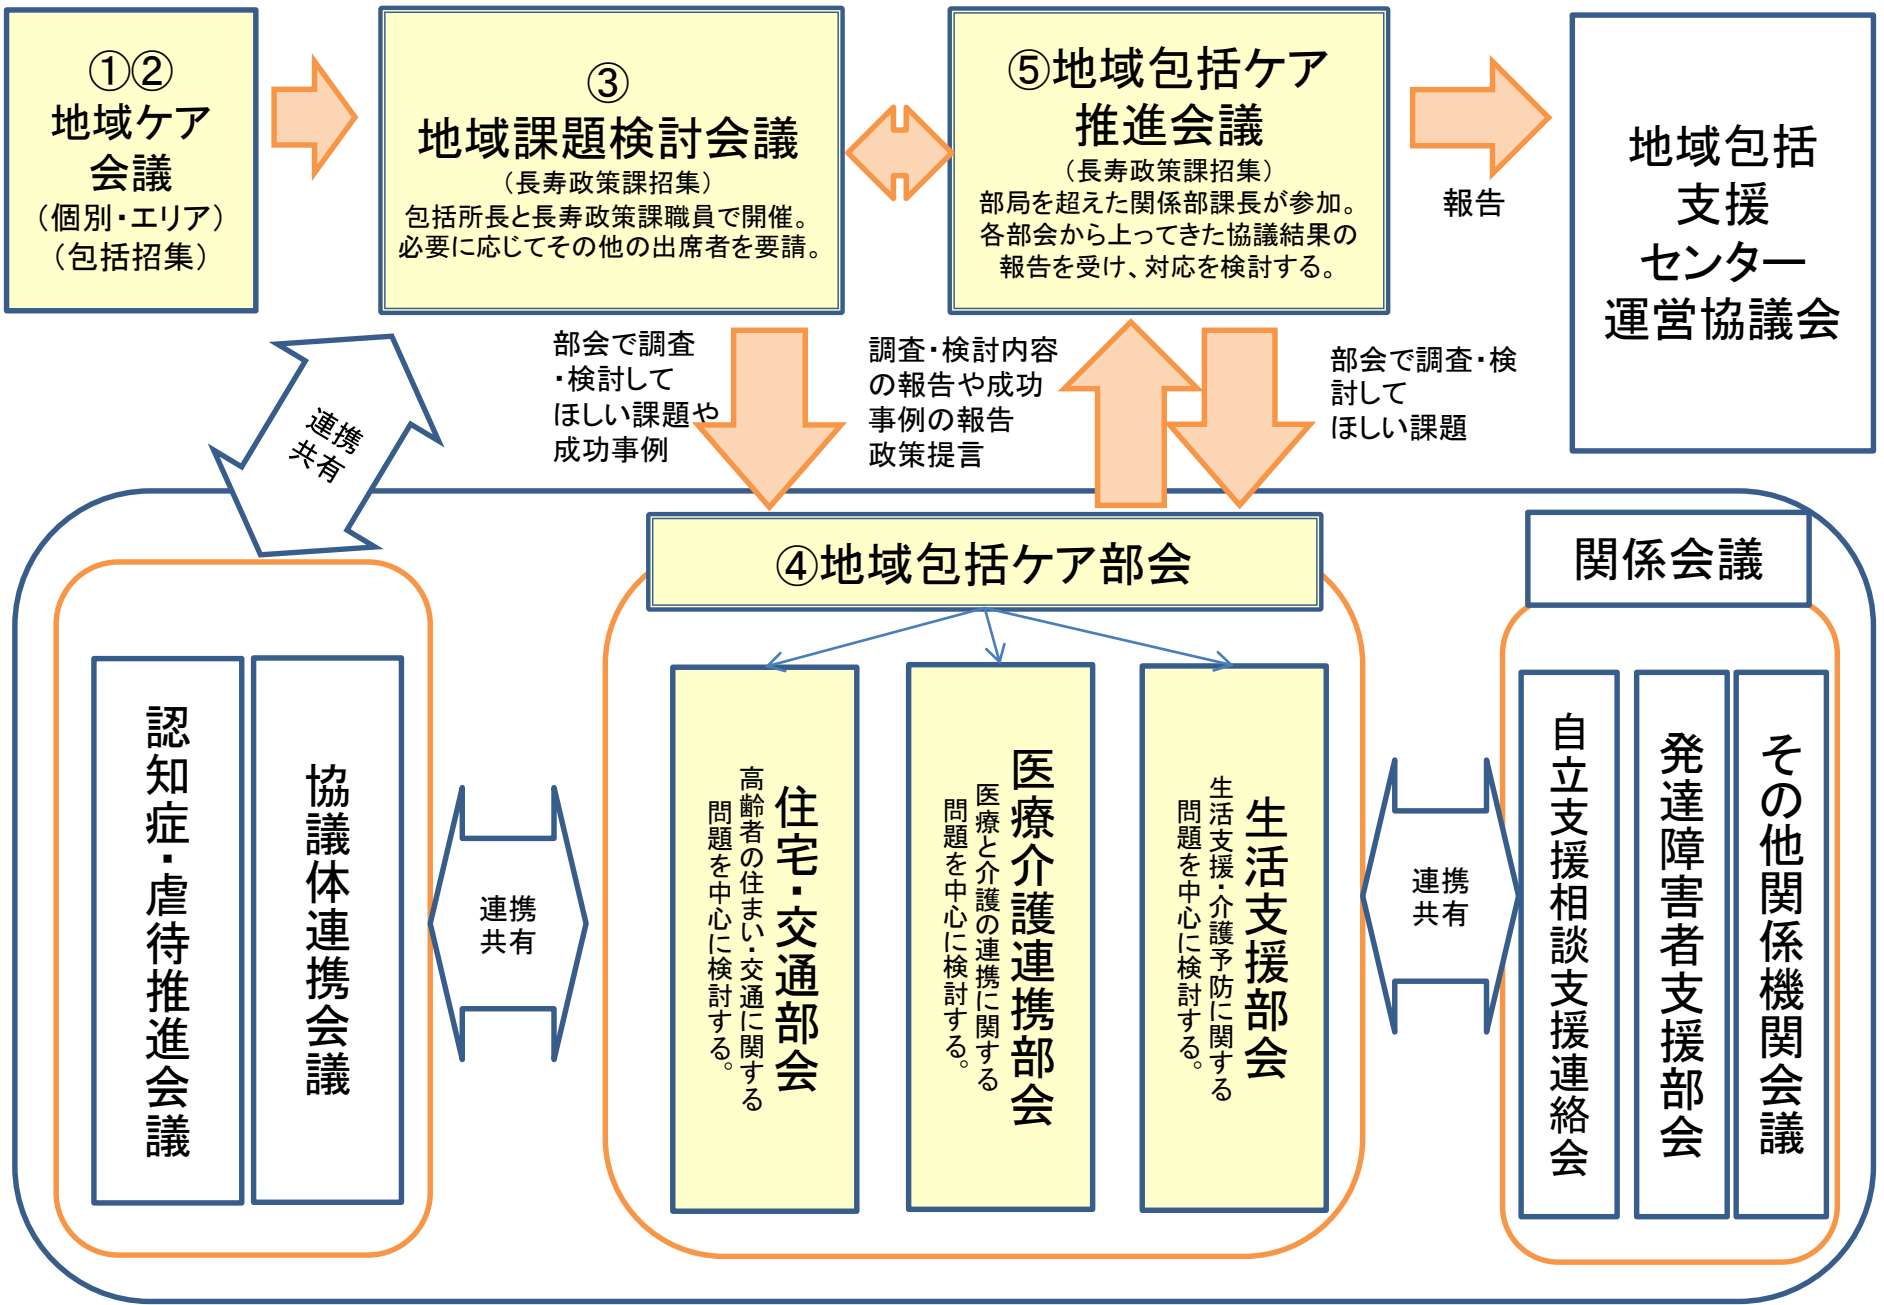 ①②
地域ケア
会議
（個別・エリア）
（包括招集）
③
地域課題検討会議
（長寿政策課招集）
包括所長と長寿政策課職員で開催。
必要に応じてその他の出席者を要請。
⑤地域包括ケア
推進会議
（長寿政策課招集）
部局を超えた関係部課長が参加。
各部会から上ってきた協議結果の
報告を受け、対応を検討する。
報告
地域包括
支援
センター
運営協議会
連携
共有
部会で調査
・検討して
ほしい課題や
成功事例
調査・検討内容
の報告や成功
事例の報告
政策提言
部会で調査・検
討して
ほしい課題
④地域包括ケア部会
関係会議
認知症・虐待推進会議
協議体連携会議
連携
共有
住宅・交通部会
高齢者の住まい・交通に関する
問題を中心に検討する。
医療介護連携部会
医療と介護の連携に関する
問題を中心に検討する。
生活支援部会
生活支援・介護予防に関する
問題を中心に検討する。
連携
共有
自立支援相談支援連絡会
発達障害者支援部会
その他関係機関会議